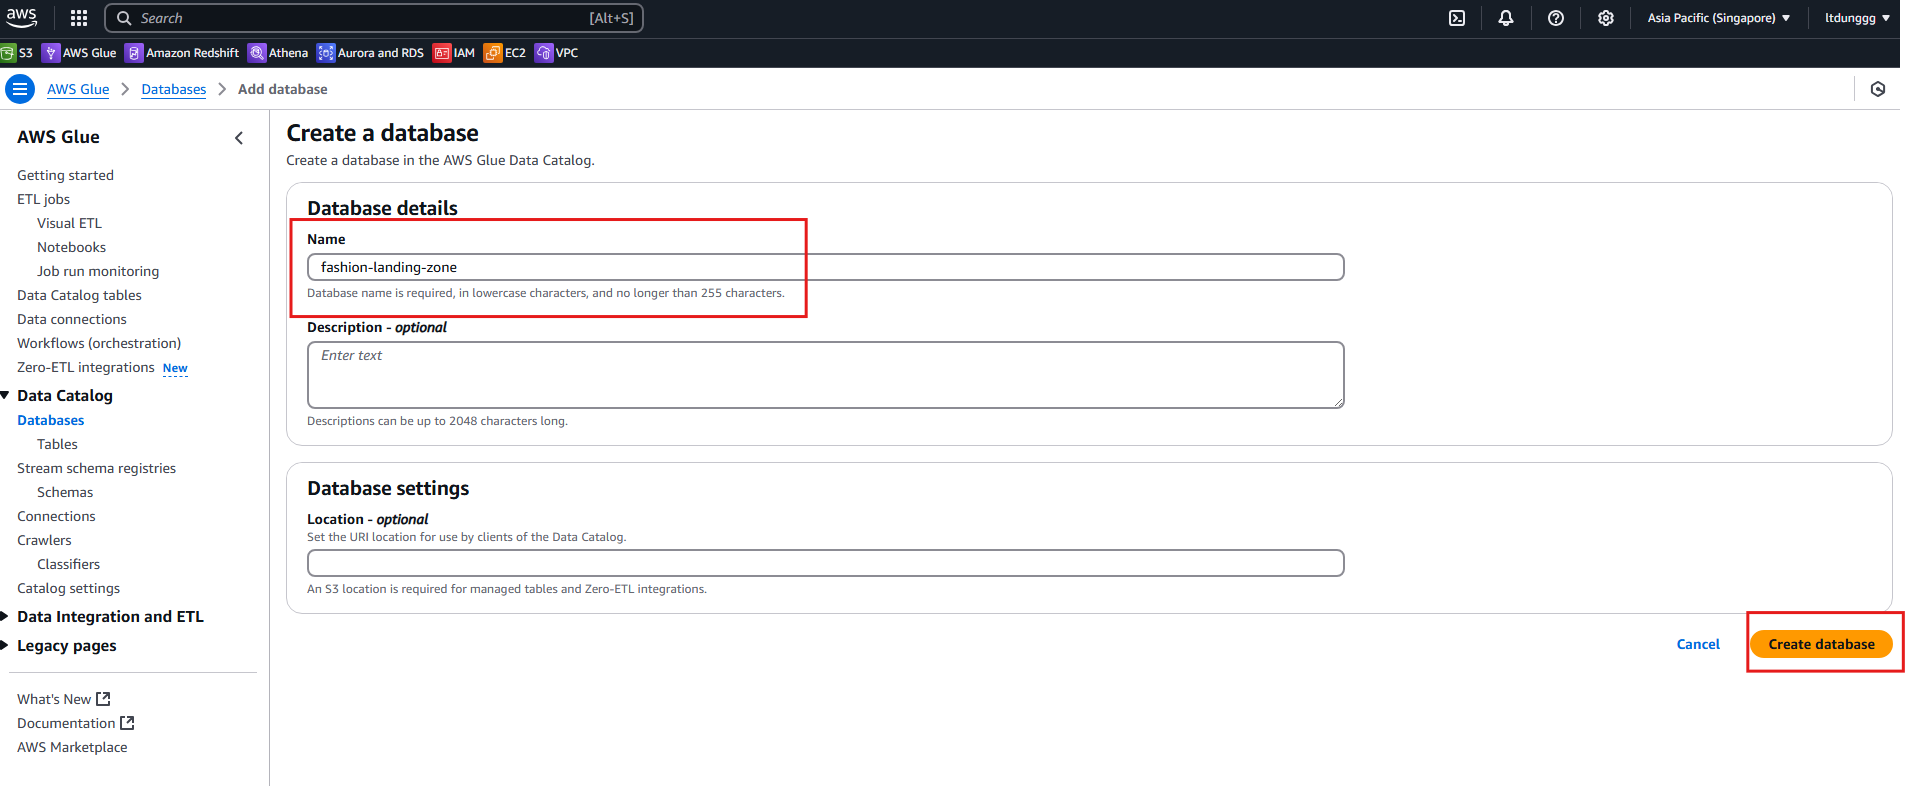 aws
Search [Alt+S]
Asia Pacific (Singapore) ltdunggg
S3 AWS Glue Amazon Redshift Athena Aurora and RDS IAM EC2 VPC
AWS Glue Databases Add database
AWS Glue
Getting started
ETL jobs
Visual ETL
Notebooks
Job run monitoring
Data Catalog tables
Data connections
Workflows (orchestration)
Zero-ETL integrations New
Data Catalog
Databases
Tables
Stream schema registries
Schemas
Connections
Crawlers
Classifiers
Catalog settings
Data Integration and ETL
Legacy pages
What's New
Documentation
AWS Marketplace
Create a database
Create a database in the AWS Glue Data Catalog.
Database details
Name
fashion-landing-zone
Database name is required, in lowercase characters, and no longer than 255 characters.
Description - optional
Enter text
Descriptions can be up to 2048 characters long.
Database settings
Location - optional
Set the URI location for use by clients of the Data Catalog.
An S3 location is required for managed tables and Zero-ETL integrations.
Cancel Create database